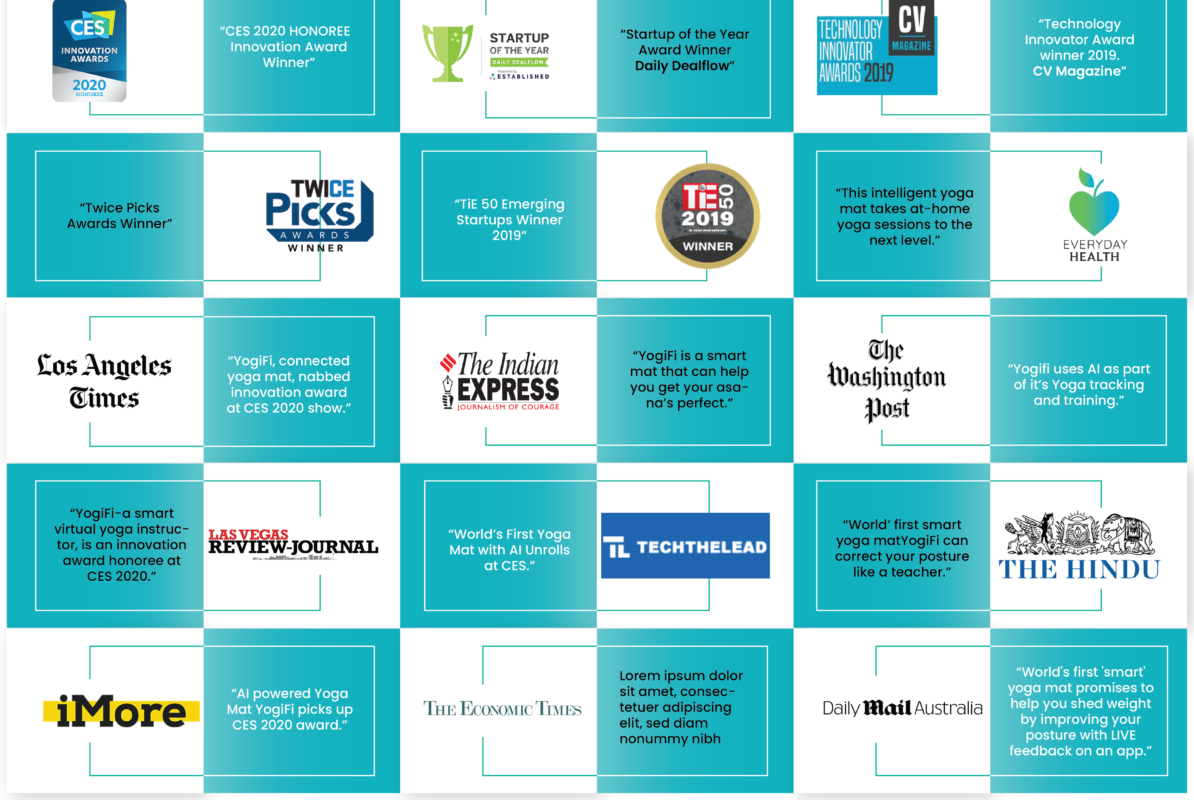 CES
INNOVATION
AWARDS
2020
HONOREE
“CES 2020 HONOREE
Innovation Award
Winner”
STARTUP
OF THE YEAR
DAILY DEALFLOW
Powered by
ESTABLISHED
“Startup of the Year
Award Winner
Daily Dealflow”
TECHNOLOGY
INNOVATOR
AWARDS 2019
CV
MAGAZINE
“Technology
Innovator Award
winner 2019.
CV Magazine”
“Twice Picks
Awards Winner”
TWICE
PICKS
AWARDS
WINNER
“TiE 50 Emerging
Startups Winner
2019”
TiE 50
2019
WINNER
“This intelligent yoga
mat takes at-home
yoga sessions to the
next level.”
EVERYDAY
HEALTH
Los Angeles
Times
“YogiFi, connected
yoga mat, nabbed
innovation award
at CES 2020 show.”
The Indian
EXPRESS
JOURNALISM OF COURAGE
“YogiFi is a smart
mat that can help
you get your asa-
na’s perfect.”
The
Washington
Post
“Yogifi uses AI as part
of it’s Yoga tracking
and training.”
“YogiFi-a smart
virtual yoga instruc-
tor, is an innovation
award honoree at
CES 2020.”
LAS VEGAS
REVIEW-JOURNAL
“World’s First Yoga
Mat with AI Unrolls
at CES.”
TL TECHTHELEAD
“World’ first smart
yoga matYogiFi can
correct your posture
like a teacher.”
THE HINDU
iMore
“AI powered Yoga
Mat YogiFi picks up
CES 2020 award.”
THE ECONOMIC TIMES
Lorem ipsum dolor
sit amet, consec-
tetuer adipiscing
elit, sed diam
nonummy nibh
Daily Mail Australia
“World's first 'smart'
yoga mat promises to
help you shed weight
by improving your
posture with LIVE
feedback on an app.”